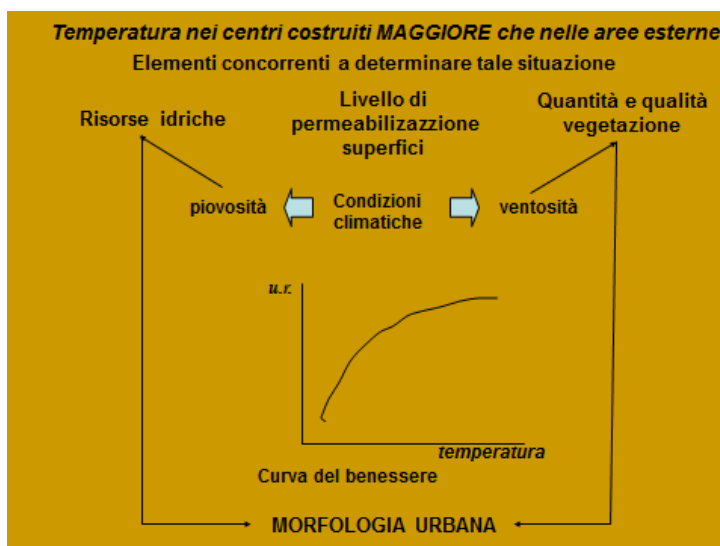 Temperatura nei centri costruiti MAGGIORE che nelle aree esterne
Elementi concorrenti a determinare tale situazione
Risorse idriche
Livello di
permeabilizazzione
superfici
Quantità e qualità
vegetazione
piovosità
Condizioni
climatiche
ventosità
u.r.
temperatura
Curva del benessere
MORFOLOGIA URBANA